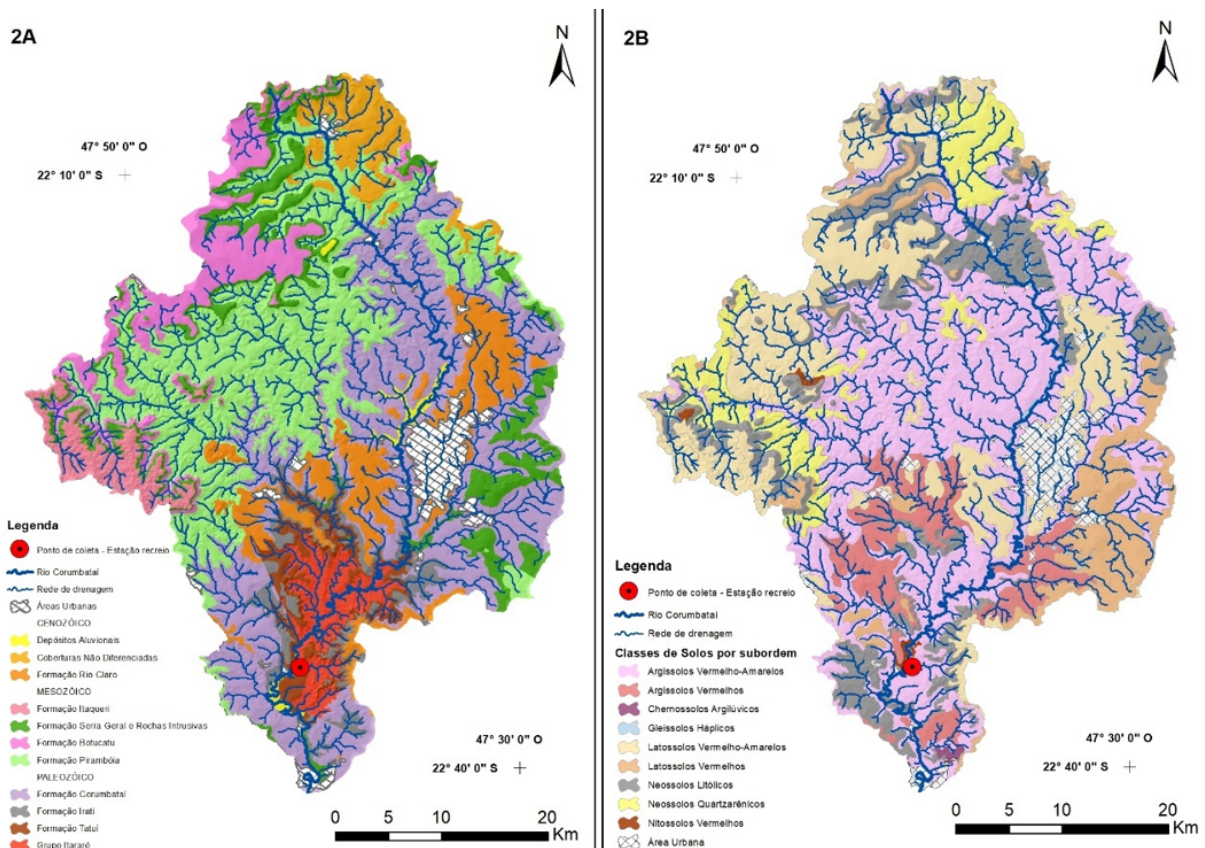 2A
N
47° 50' 0" O
22° 10' 0" S
Legenda
Ponto de coleta - Estação recreio
Rio Corumbataí
Rede de drenagem
Áreas Urbanas
CENOZÓICO
Depósitos Aluvionais
Coberturas Não Diferenciadas
Formação Rio Claro
MESOZÓICO
Formação Itaqueri
Formação Serra Geral e Rochas Intrusivas
Formação Botucatu
Formação Pirambóia
PALEOZÓICO
Formação Corumbataí
Formação Irati
Formação Tatuí
Grupo Itararé
47° 30' 0" O
22° 40' 0" S
0 10 20
Km
2B
N
47° 50' 0" O
22° 10' 0" S
Legenda
Ponto de coleta - Estação recreio
Rio Corumbataí
Rede de drenagem
Classes de Solos por subordem
Argissolos Vermelho-Amarelos
Argissolos Vermelhos
Chernossolos Argilúvicos
Gleissolos Háplicos
Latossolos Vermelho-Amarelos
Latossolos Vermelhos
Neossolos Litólicos
Neossolos Quartzarênicos
Nitossolos Vermelhos
Área Urbana
47° 30' 0" O
22° 40' 0" S
0 10 20
Km